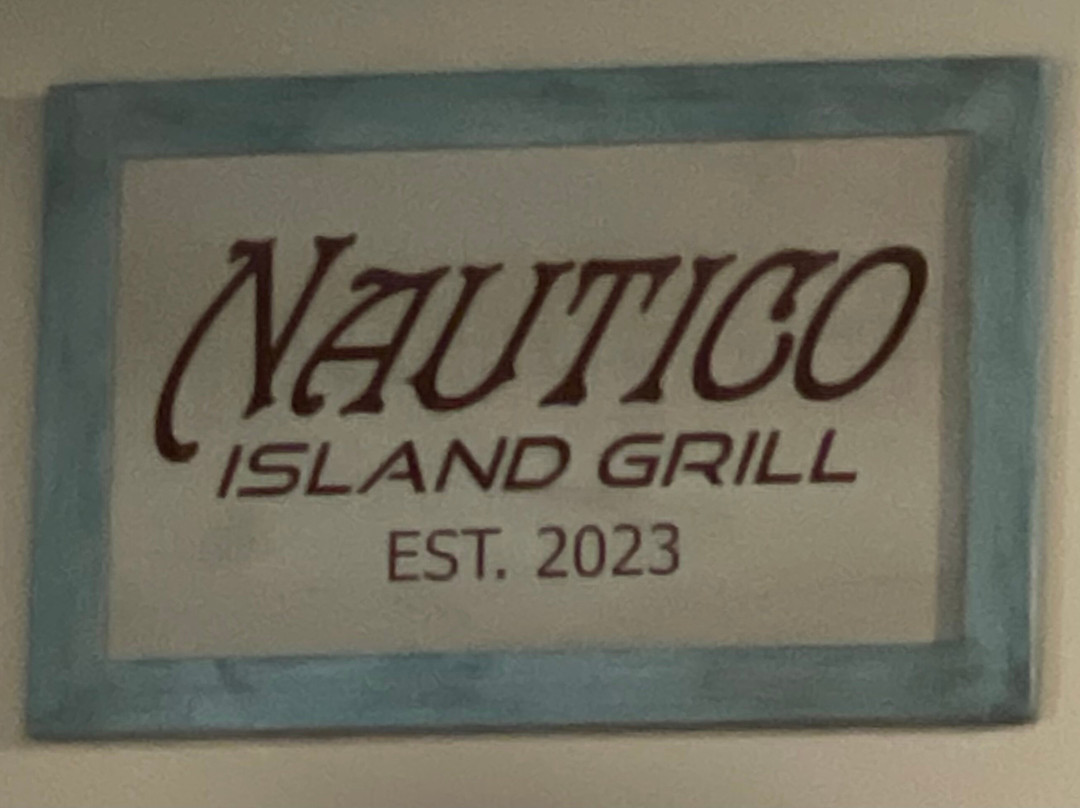 NAUTICO
ISLAND GRILL
EST. 2023